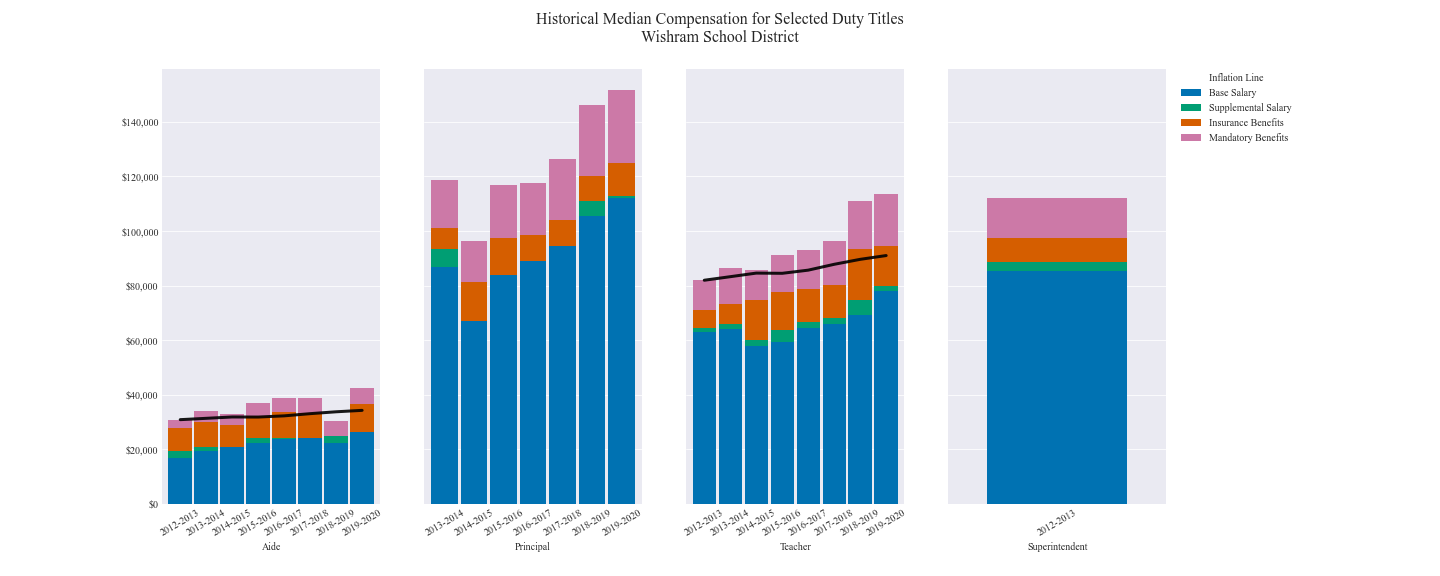 Historical Median Compensation for Selected Duty Titles
Wishram School District
Inflation Line
Base Salary
Supplemental Salary
Insurance Benefits
Mandatory Benefits
$140,000
$120,000
$100,000
$80,000
$60,000
$40,000
$20,000
$0
2012-2013
2013-2014
2014-2015
2015-2016
2016-2017
2017-2018
2018-2019
2019-2020
Aide
2013-2014
2014-2015
2015-2016
2016-2017
2017-2018
2018-2019
2019-2020
Principal
2012-2013
2013-2014
2014-2015
2015-2016
2016-2017
2017-2018
2018-2019
2019-2020
Teacher
2012-2013
Superintendent